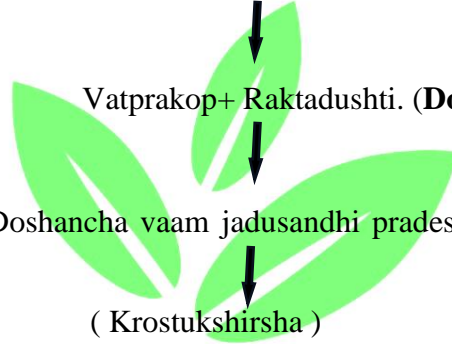 Vatprakop+ Raktadushti. (Do
Doshancha vaam jadusandhi prades
( Krostukshirsha )